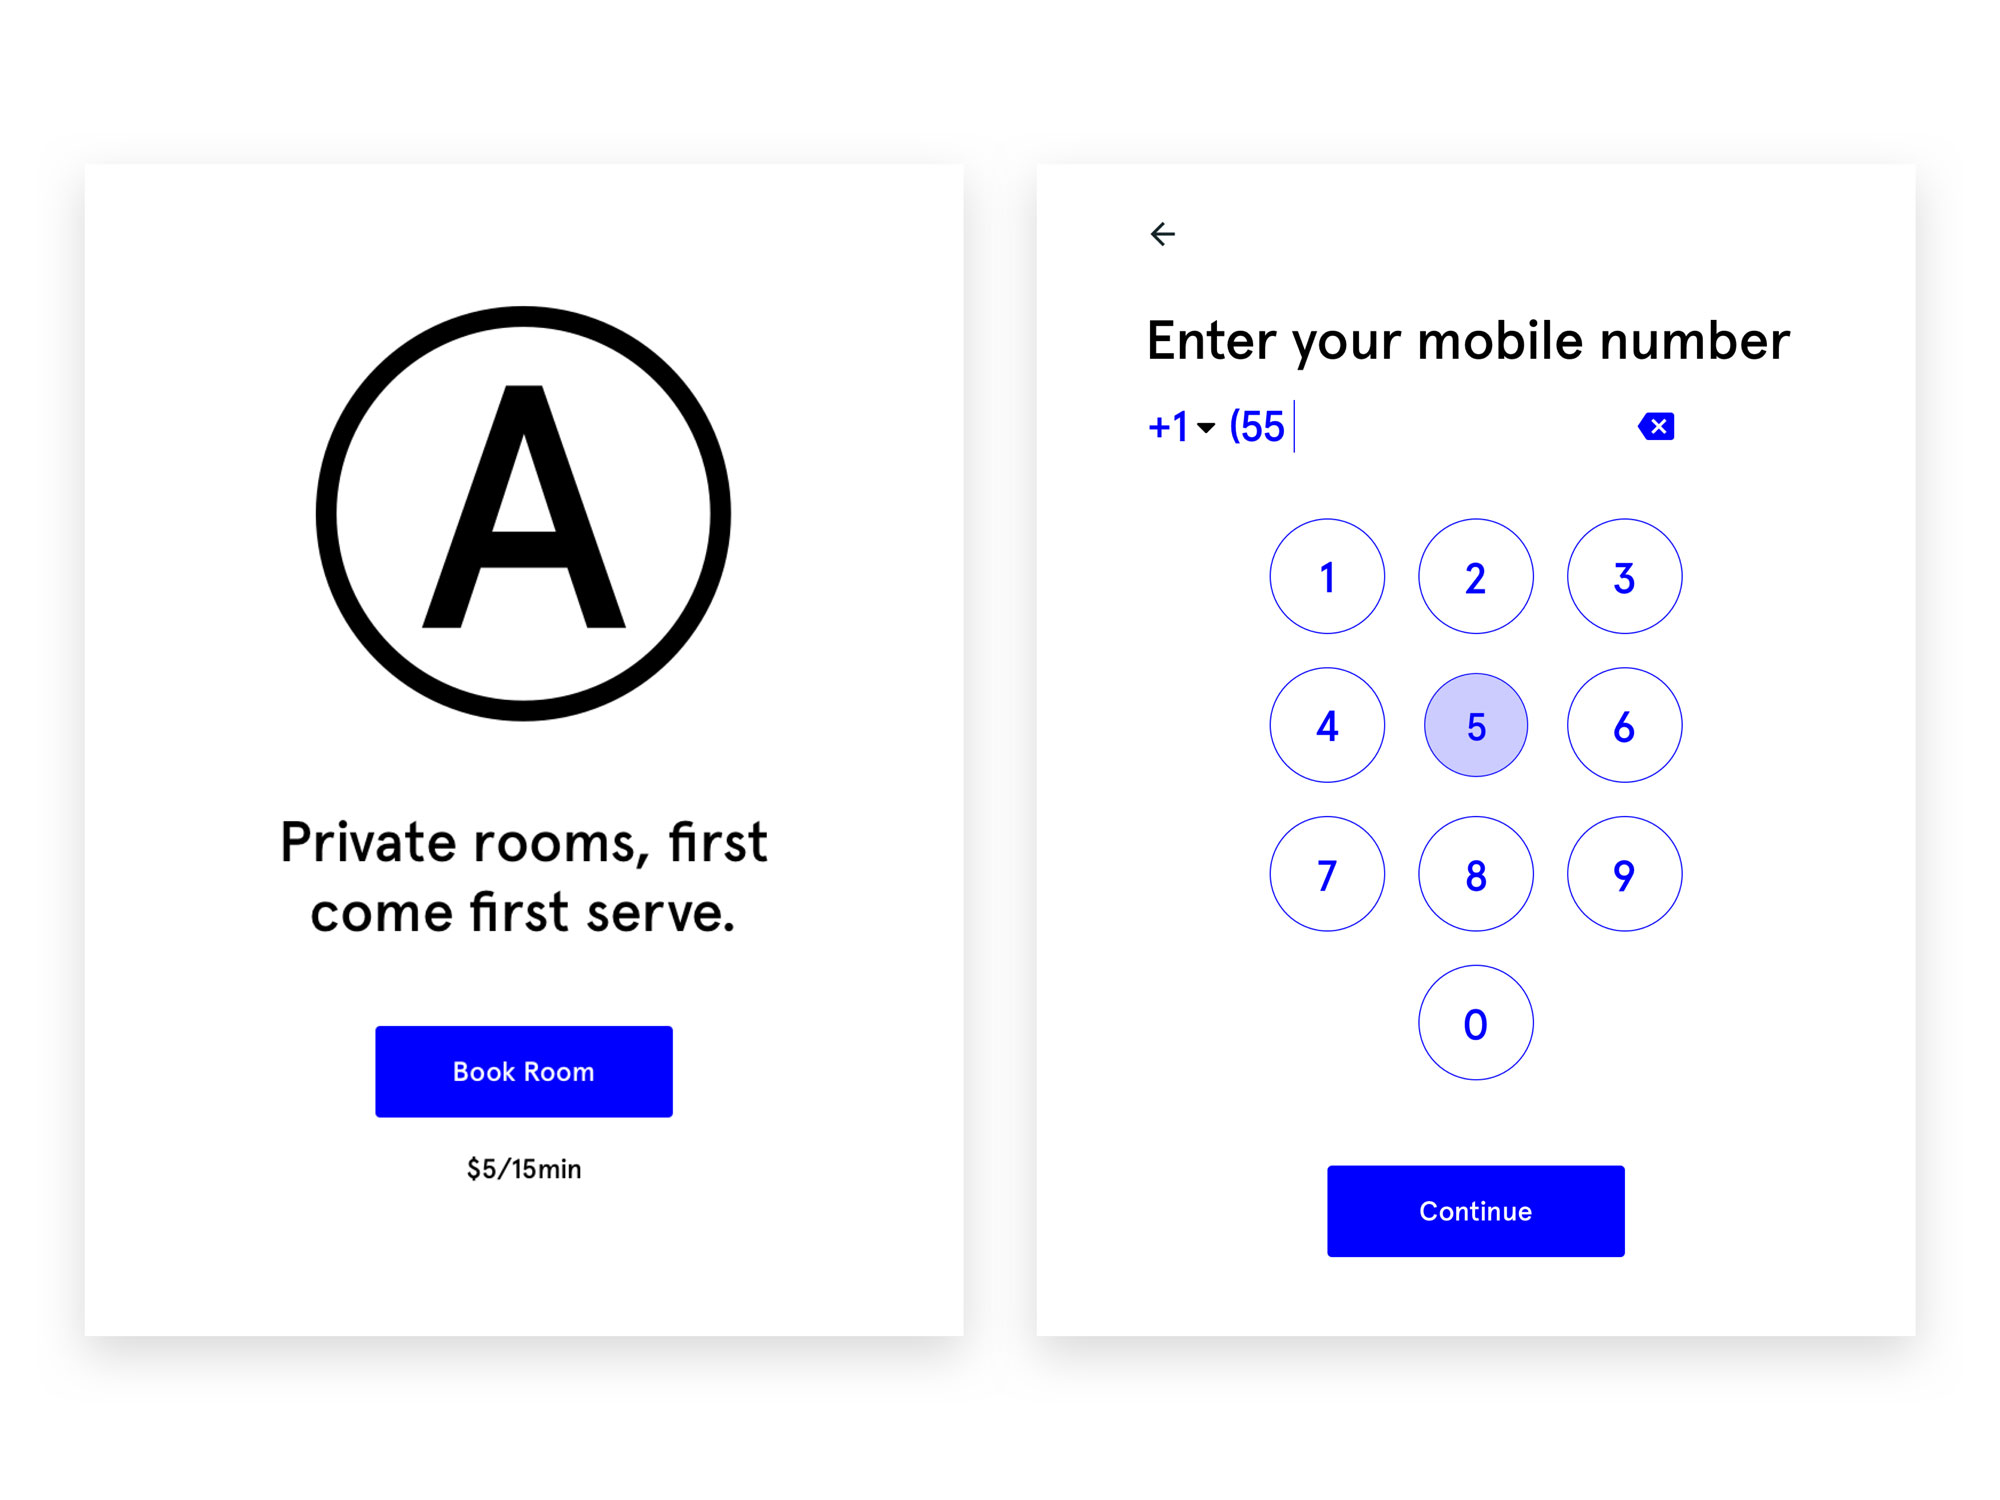 A
Private rooms, first
come first serve.
Book Room
$5/15min
Enter your mobile number
+1 (55
1 2 3
4 5 6
7 8 9
0
Continue